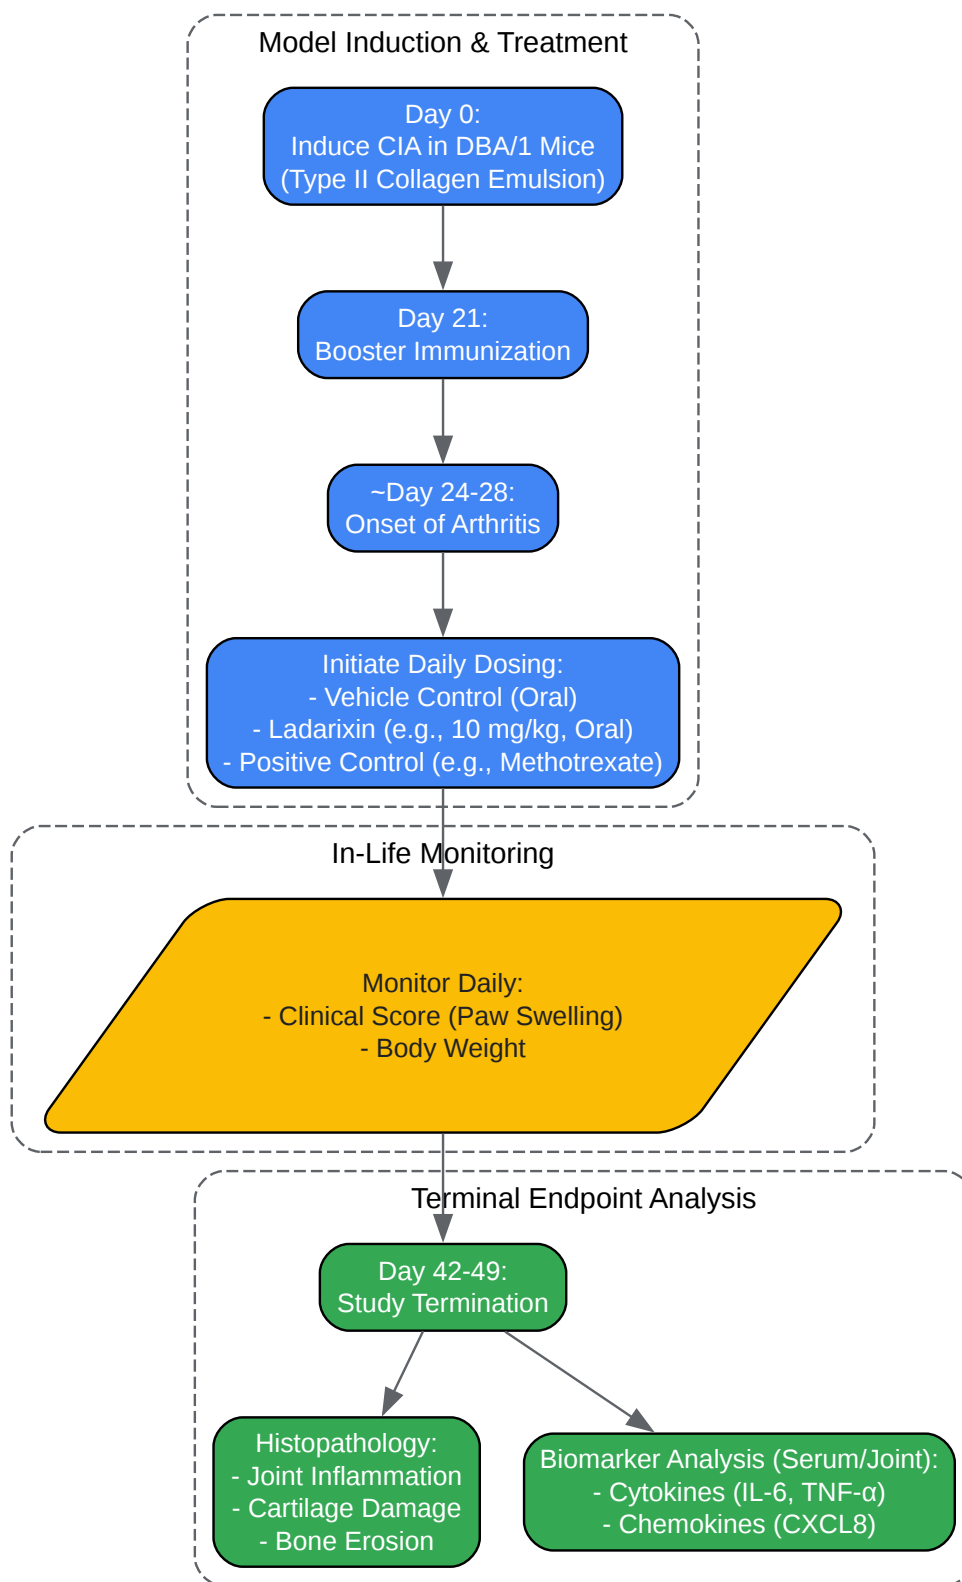 Model Induction & Treatment
Day 0:
Induce CIA in DBA/1 Mice
(Type II Collagen Emulsion)
Day 21:
Booster Immunization
~Day 24-28:
Onset of Arthritis
Initiate Daily Dosing:
- Vehicle Control (Oral)
- Ladarixin (e.g., 10 mg/kg, Oral)
- Positive Control (e.g., Methotrexate)
In-Life Monitoring
Monitor Daily:
- Clinical Score (Paw Swelling)
- Body Weight
Terminal Endpoint Analysis
Day 42-49:
Study Termination
Histopathology:
- Joint Inflammation
- Cartilage Damage
- Bone Erosion
Biomarker Analysis (Serum/Joint):
- Cytokines (IL-6, TNF-α)
- Chemokines (CXCL8)